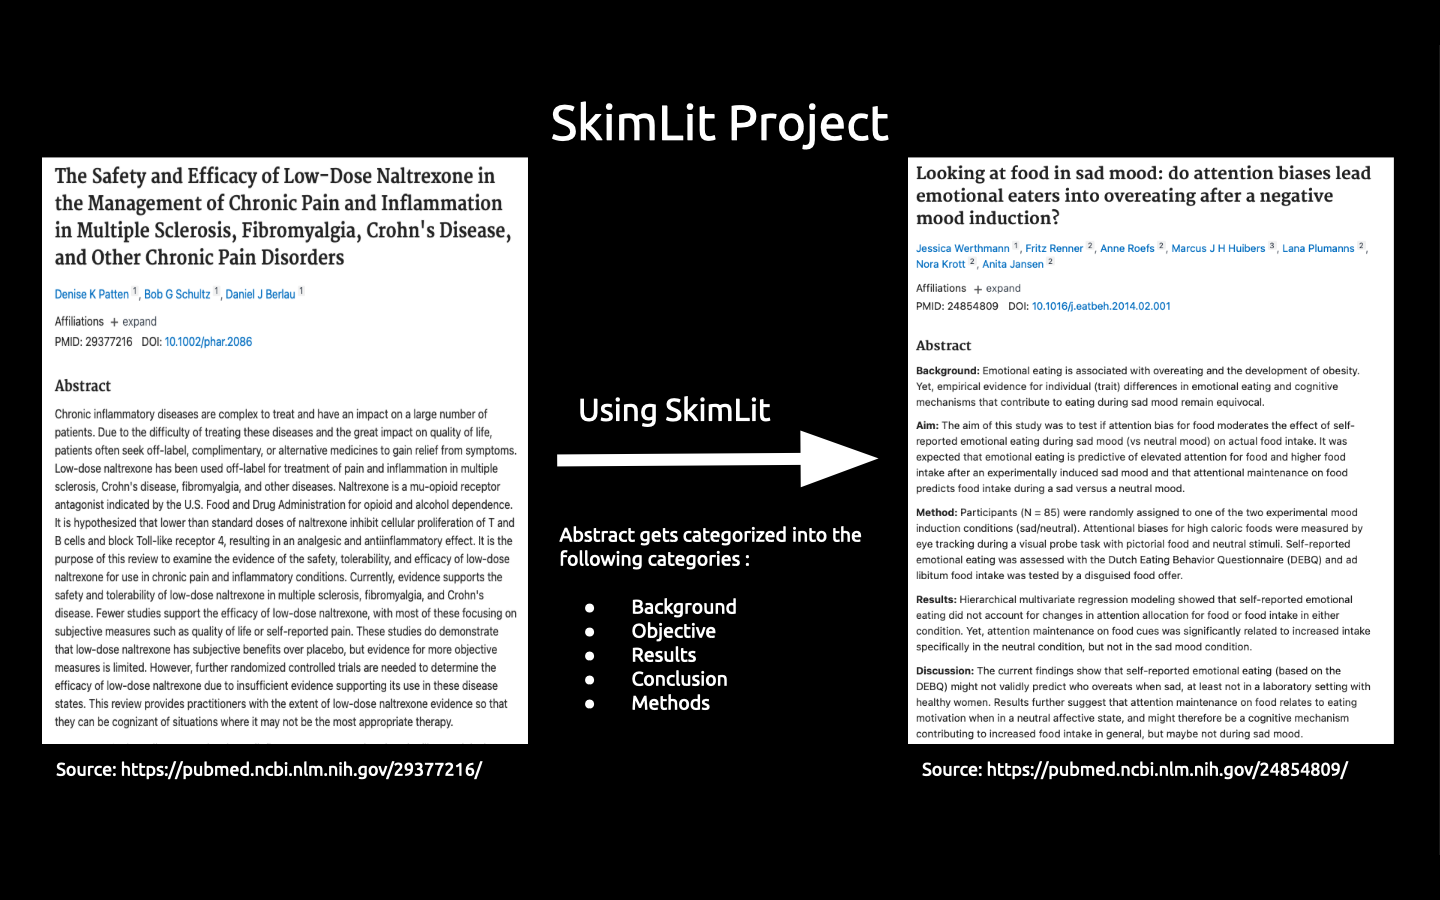 SkimLit Project
The Safety and Efficacy of Low-Dose Naltrexone in
the Management of Chronic Pain and Inflammation
in Multiple Sclerosis, Fibromyalgia, Crohn's Disease,
and Other Chronic Pain Disorders
Denise K Patten 1, Bob G Schultz 1, Daniel J Berlau 1
Affiliations + expand
PMID: 29377216 DOI: 10.1002/phar.2086
Abstract
Chronic inflammatory diseases are complex to treat and have an impact on a large number of
patients. Due to the difficulty of treating these diseases and the great impact on quality of life,
patients often seek off-label, complimentary, or alternative medicines to gain relief from symptoms.
Low-dose naltrexone has been used off-label for treatment of pain and inflammation in multiple
sclerosis, Crohn's disease, fibromyalgia, and other diseases. Naltrexone is a mu-opioid receptor
antagonist indicated by the U.S. Food and Drug Administration for opioid and alcohol dependence.
It is hypothesized that lower than standard doses of naltrexone inhibit cellular proliferation of T and
B cells and block Toll-like receptor 4, resulting in an analgesic and antiinflammatory effect. It is the
purpose of this review to examine the evidence of the safety, tolerability, and efficacy of low-dose
naltrexone for use in chronic pain and inflammatory conditions. Currently, evidence supports the
safety and tolerability of low-dose naltrexone in multiple sclerosis, fibromyalgia, and Crohn's
disease. Fewer studies support the efficacy of low-dose naltrexone, with most of these focusing on
subjective measures such as quality of life or self-reported pain. These studies do demonstrate
that low-dose naltrexone has subjective benefits over placebo, but evidence for more objective
measures is limited. However, further randomized controlled trials are needed to determine the
efficacy of low-dose naltrexone due to insufficient evidence supporting its use in these disease
states. This review provides practitioners with the extent of low-dose naltrexone evidence so that
they can be cognizant of situations where it may not be the most appropriate therapy.
Source: https://pubmed.ncbi.nlm.nih.gov/29377216/
Using SkimLit
Abstract gets categorized into the
following categories :
● Background
● Objective
● Results
● Conclusion
● Methods
Looking at food in sad mood: do attention biases lead
emotional eaters into overeating after a negative
mood induction?
Jessica Werthmann 1, Fritz Renner 2, Anne Roefs 2, Marcus J H Huibers 3, Lana Plumanns 2,
Nora Krott 2, Anita Jansen 2
Affiliations + expand
PMID: 24854809 DOI: 10.1016/j.eatbeh.2014.02.001
Abstract
Background: Emotional eating is associated with overeating and the development of obesity.
Yet, empirical evidence for individual (trait) differences in emotional eating and cognitive
mechanisms that contribute to eating during sad mood remain equivocal.
Aim: The aim of this study was to test if attention bias for food moderates the effect of self-
reported emotional eating during sad mood (vs neutral mood) on actual food intake. It was
expected that emotional eating is predictive of elevated attention for food and higher food
intake after an experimentally induced sad mood and that attentional maintenance on food
predicts food intake during a sad versus a neutral mood.
Method: Participants (N = 85) were randomly assigned to one of the two experimental mood
induction conditions (sad/neutral). Attentional biases for high caloric foods were measured by
eye tracking during a visual probe task with pictorial food and neutral stimuli. Self-reported
emotional eating was assessed with the Dutch Eating Behavior Questionnaire (DEBQ) and ad
libitum food intake was tested by a disguised food offer.
Results: Hierarchical multivariate regression modeling showed that self-reported emotional
eating did not account for changes in attention allocation for food or food intake in either
condition. Yet, attention maintenance on food cues was significantly related to increased intake
specifically in the neutral condition, but not in the sad mood condition.
Discussion: The current findings show that self-reported emotional eating (based on the
DEBQ) might not validly predict who overeats when sad, at least not in a laboratory setting with
healthy women. Results further suggest that attention maintenance on food relates to eating
motivation when in a neutral affective state, and might therefore be a cognitive mechanism
contributing to increased food intake in general, but maybe not during sad mood.
Source: https://pubmed.ncbi.nlm.nih.gov/24854809/